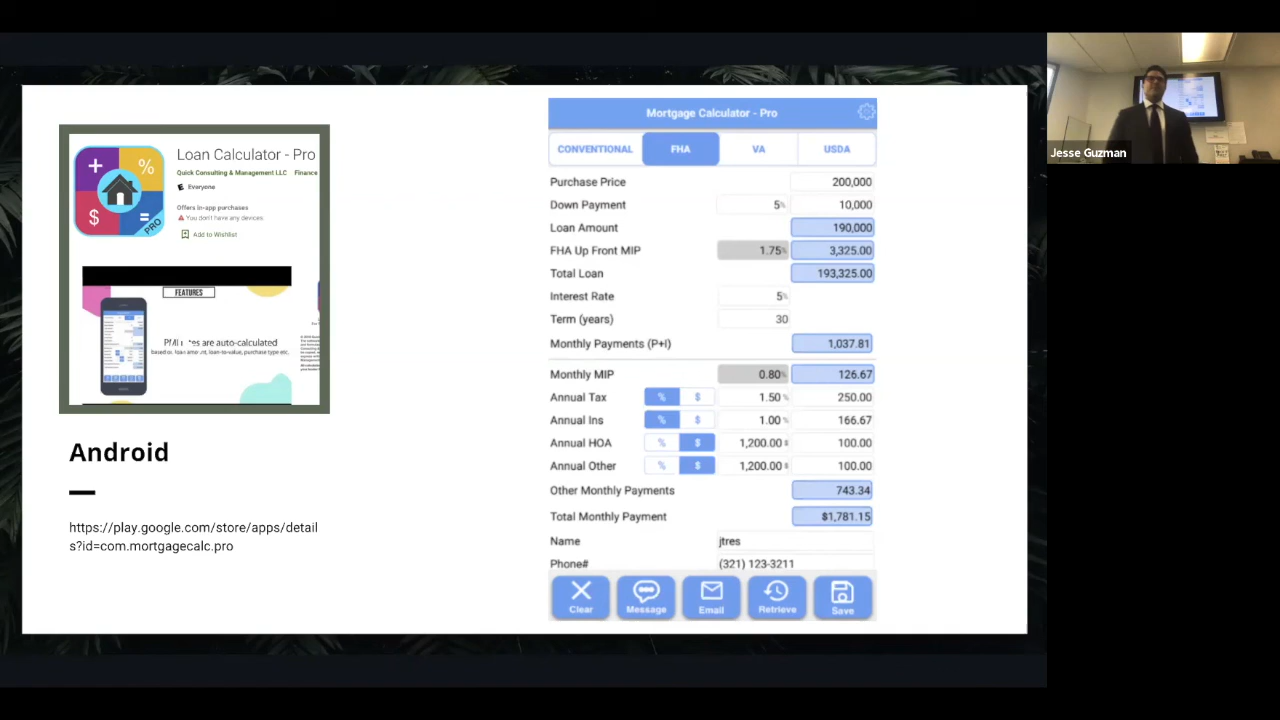 Loan Calculator - Pro
Quick Consulting & Management LLC Finance
Everyone
Offers in-app purchases
You don't have any devices
Add to Wishlist
+ %
$ =
PRO
FEATURES
are auto-calculated
loan-to-value, purchase type etc.
Android
https://play.google.com/store/apps/detail
s?id=com.mortgagecalc.pro
Mortgage Calculator - Pro
CONVENTIONAL FHA VA USDA
Purchase Price 200,000
Down Payment 5% 10,000
Loan Amount 190,000
FHA Up Front MIP 1.75% 3,325.00
Total Loan 193,325.00
Interest Rate 5%
Term (years) 30
Monthly Payments (P+I) 1,037.81
Monthly MIP 0.80% 126.67
Annual Tax % $ 1.50 % 250.00
Annual Ins % $ 1.00 % 166.67
Annual HOA % $ 1,200.00 $ 100.00
Annual Other % $ 1,200.00 $ 100.00
Other Monthly Payments 743.34
Total Monthly Payment $1,781.15
Name jtres
Phone# (321) 123-3211
Clear Message Email Retrieve Save
Jesse Guzman